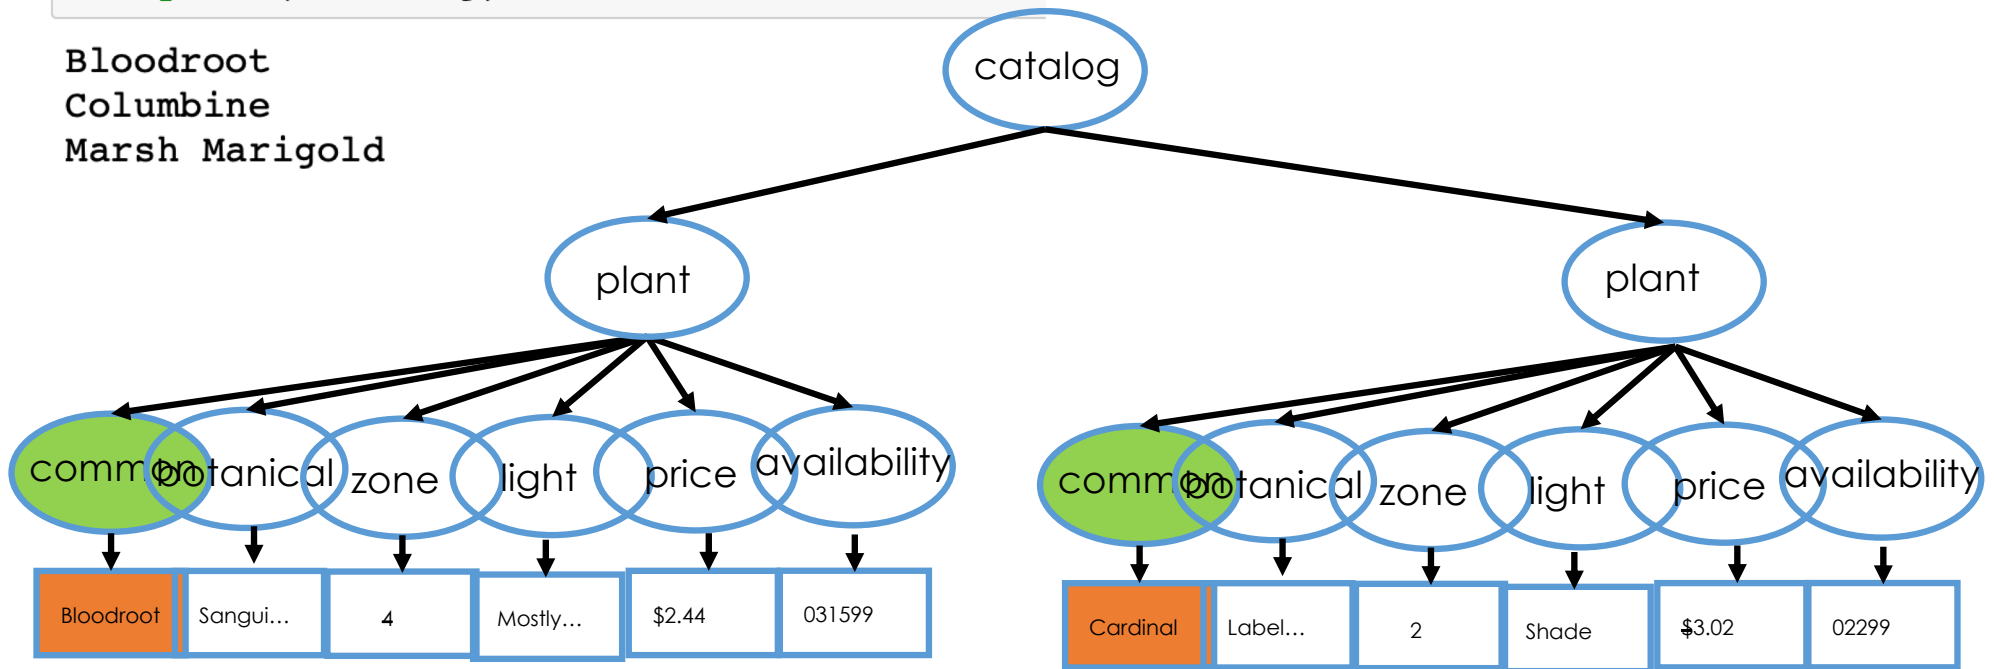 Bloodroot
Columbine
Marsh Marigold
catalog
plant
plant
common
botanical
zone
light
price
availability
common
botanical
zone
light
price
availability
Bloodroot
Sangui...
4
Mostly...
$2.44
031599
Cardinal
Label...
2
Shade
$3.02
02299